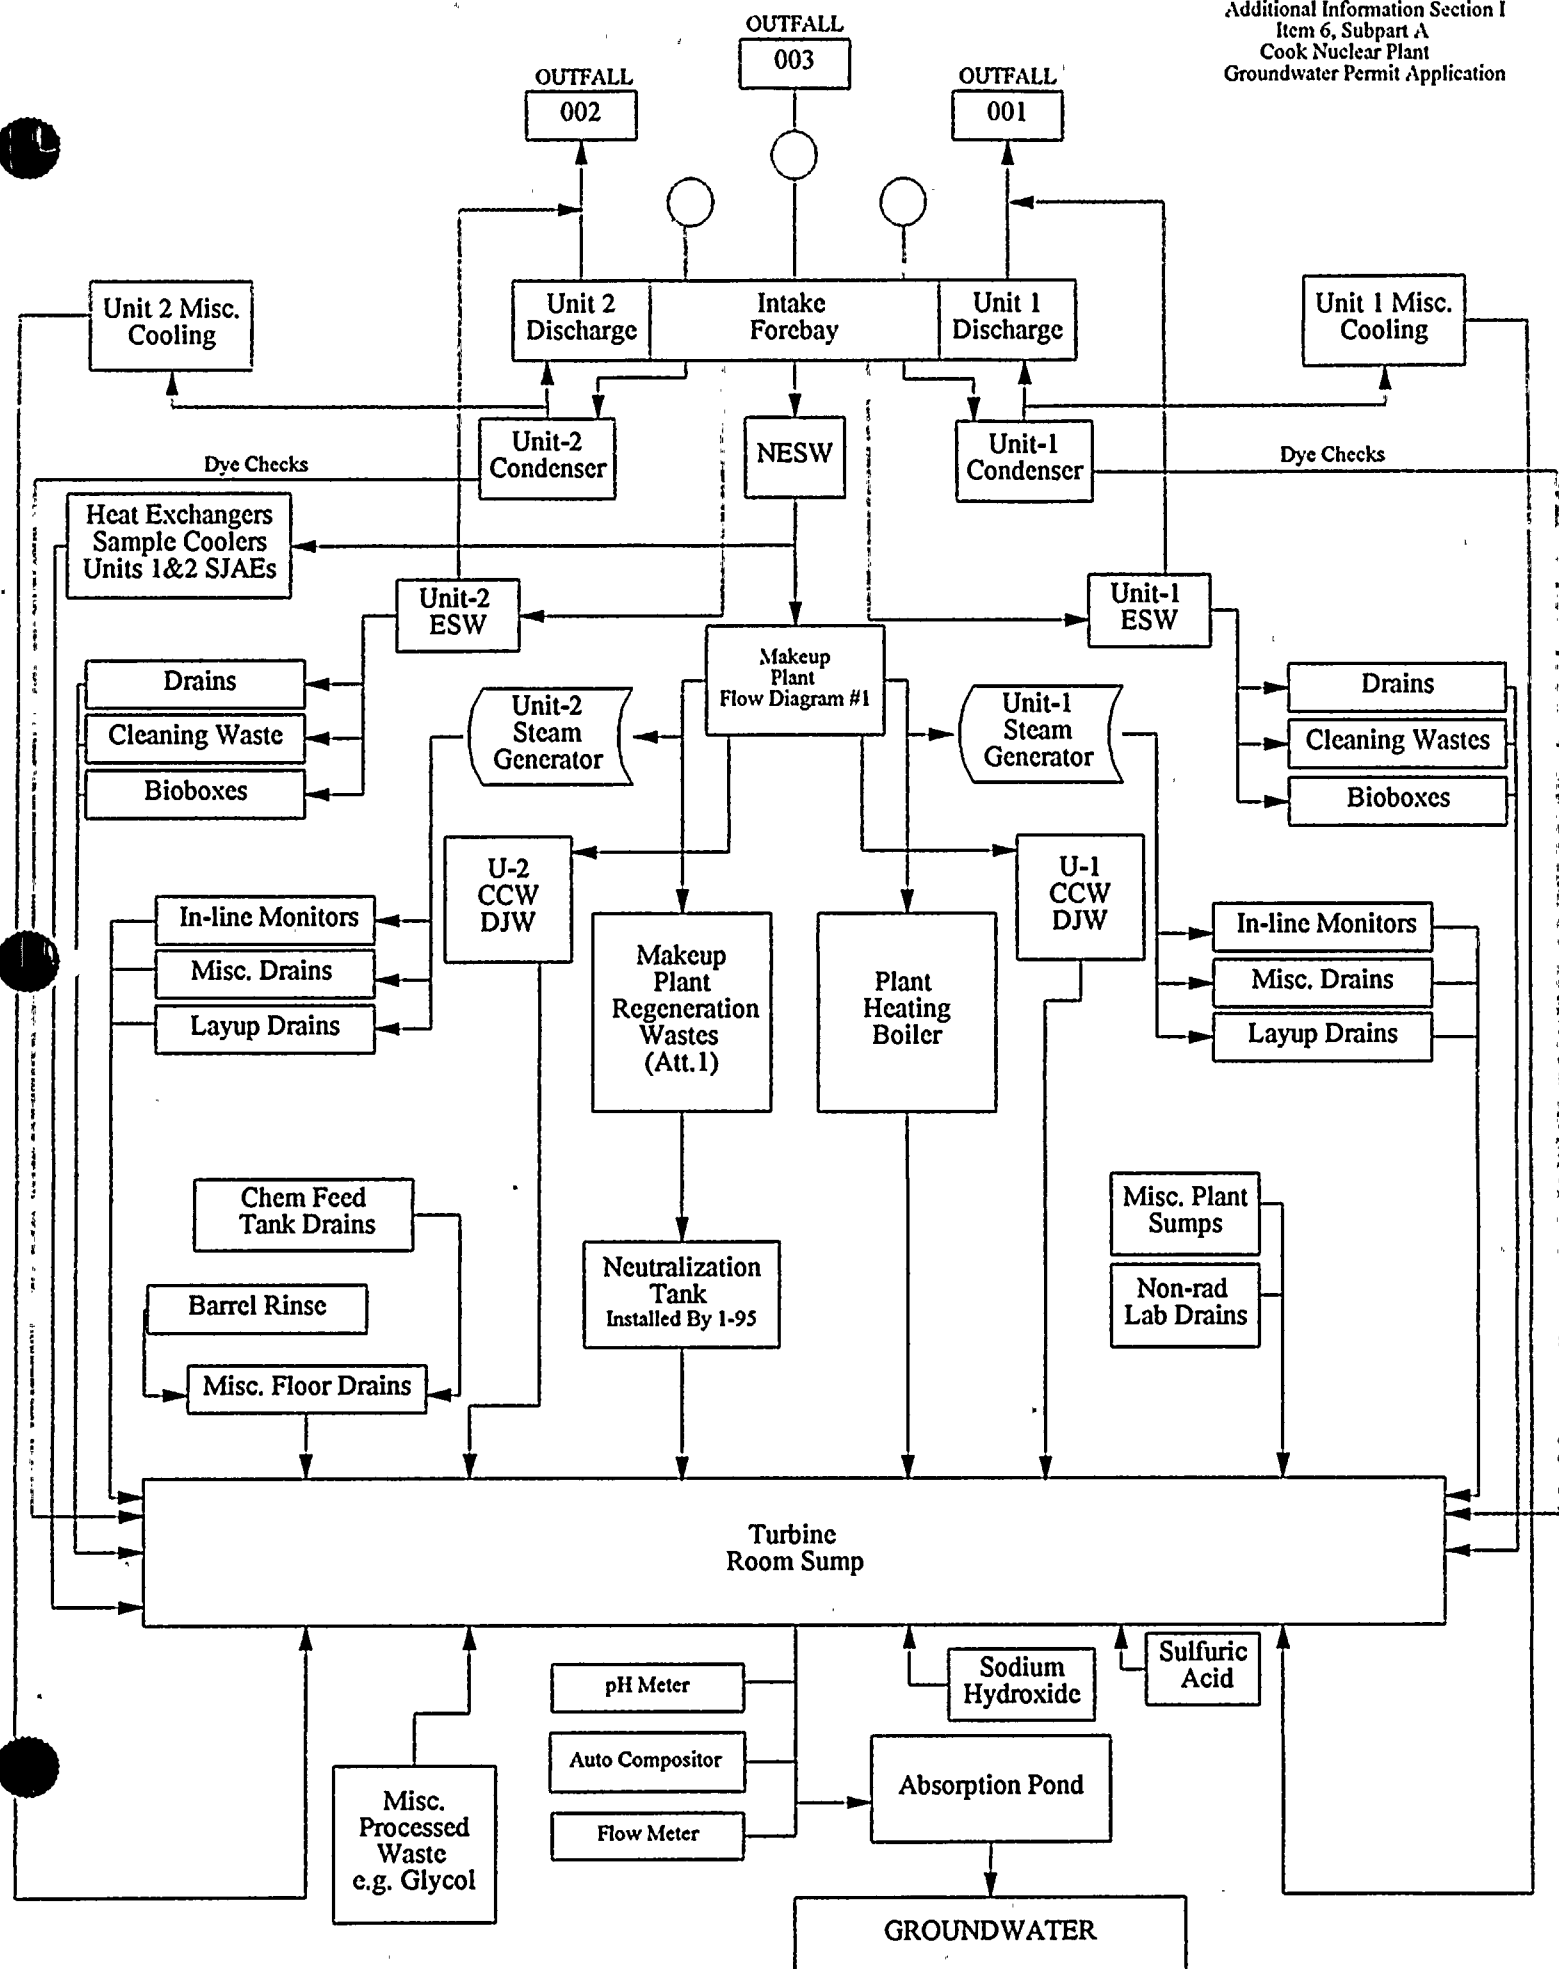 Additional Information Section I
Item 6, Subpart A
Cook Nuclear Plant
Groundwater Permit Application
OUTFALL
003
OUTFALL
002
OUTFALL
001
Unit 2 Misc.
Cooling
Unit 2
Discharge
Intake
Forebay
Unit 1
Discharge
Unit 1 Misc.
Cooling
Unit-2
Condenser
NESW
Unit-1
Condenser
Dye Checks
Dye Checks
Heat Exchangers
Sample Coolers
Units 1&2 SJAEs
Unit-2
ESW
Unit-1
ESW
Makeup
Plant
Flow Diagram #1
Drains
Cleaning Waste
Bioboxes
Unit-2
Steam
Generator
Unit-1
Steam
Generator
Drains
Cleaning Wastes
Bioboxes
U-2
CCW
DJW
U-1
CCW
DJW
In-line Monitors
Misc. Drains
Layup Drains
Makeup
Plant
Regeneration
Wastes
(Att.1)
Plant
Heating
Boiler
In-line Monitors
Misc. Drains
Layup Drains
Chem Feed
Tank Drains
Barrel Rinse
Misc. Floor Drains
Neutralization
Tank
Installed By 1-95
Misc. Plant
Sumps
Non-rad
Lab Drains
Turbine
Room Sump
pH Meter
Auto Compositor
Flow Meter
Sodium
Hydroxide
Sulfuric
Acid
Misc.
Processed
Waste
e.g. Glycol
Absorption Pond
GROUNDWATER